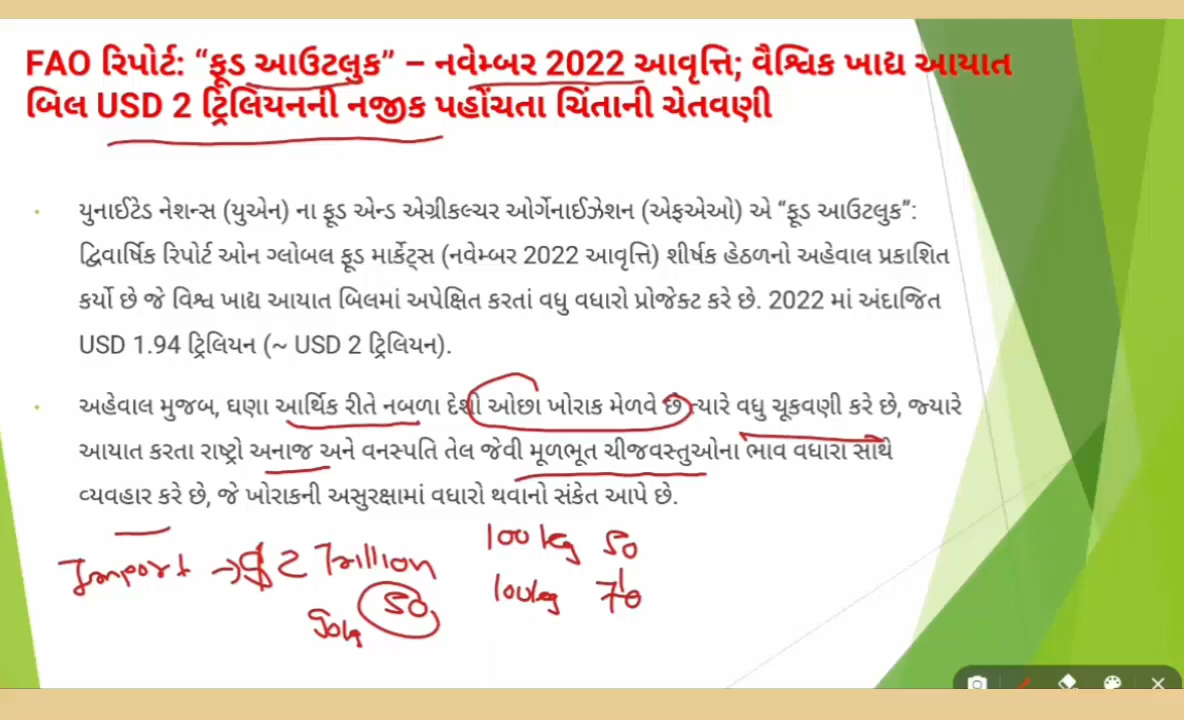 FAO રિપોર્ટ: “ફૂડ આઉટલુક” – નવેમ્બર 2022 આવૃત્તિ; વૈશ્વિક ખાદ્ય આયાત
બિલ USD 2 ટ્રિલિયનની નજીક પહોંચતા ચિંતાની ચેતવણી
યુનાઈટેડ નેશન્સ (યુએન) ના ફૂડ એન્ડ એગ્રીકલ્ચર ઓર્ગેનાઈઝેશન (એફએઓ) એ “ફૂડ આઉટલુક”:
દ્વિવાર્ષિક રિપોર્ટ ઓન ગ્લોબલ ફૂડ માર્કેટ્સ (નવેમ્બર 2022 આવૃત્તિ) શીર્ષક હેઠળનો અહેવાલ પ્રકાશિત
કર્યો છે જે વિશ્વ ખાદ્ય આયાત બિલમાં અપેક્ષિત કરતાં વધુ વધારો પ્રોજેક્ટ કરે છે. 2022 માં અંદાજિત
USD 1.94 ટ્રિલિયન (~ USD 2 ટ્રિલિયન).
અહેવાલ મુજબ, ઘણા આર્થિક રીતે નબળા દેશો ઓછા ખોરાક મેળવે છે ત્યારે વધુ ચૂકવણી કરે છે, જ્યારે
આયાત કરતા રાષ્ટ્રો અનાજ અને વનસ્પતિ તેલ જેવી મૂળભૂત ચીજવસ્તુઓના ભાવ વધારા સાથે
વ્યવહાર કરે છે, જે ખોરાકની અસુરક્ષામાં વધારો થવાનો સંકેત આપે છે.
100 kg 50
Import → $ 2 Trillion
100kg 70
50